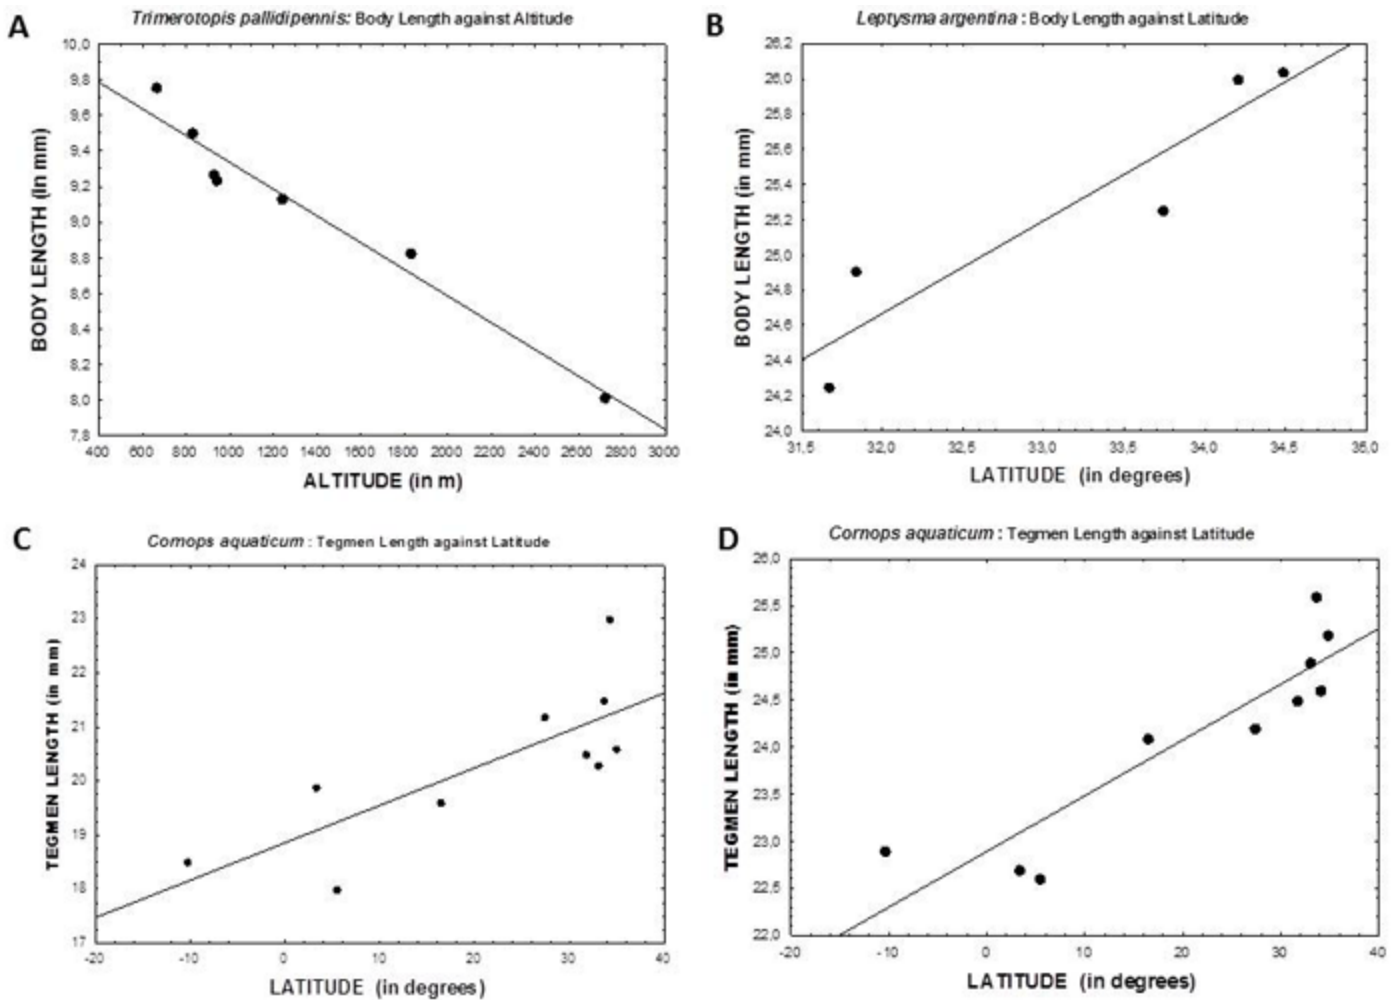 A
Trimerotopis pallidipennis: Body Length against Altitude
10,0
9,8
9,6
9,4
9,2
9,0
8,8
8,6
8,4
8,2
8,0
7,8
BODY LENGTH (in mm)
400 600 800 1000 1200 1400 1600 1800 2000 2200 2400 2600 2800 3000
ALTITUDE (in m)
B
Leptysma argentina : Body Length against Latitude
26,2
26,0
25,8
25,6
25,4
25,2
25,0
24,8
24,6
24,4
24,2
24,0
BODY LENGTH (in mm)
31,5 32,0 32,5 33,0 33,5 34,0 34,5 35,0
LATITUDE (in degrees)
C
Cornops aquaticum : Tegmen Length against Latitude
24
23
22
21
20
19
18
17
TEGMEN LENGTH (in mm)
-20 -10 0 10 20 30 40
LATITUDE (in degrees)
D
Cornops aquaticum : Tegmen Length against Latitude
26,0
25,5
25,0
24,5
24,0
23,5
23,0
22,5
22,0
TEGMEN LENGTH (in mm)
-20 -10 0 10 20 30 40
LATITUDE (in degrees)